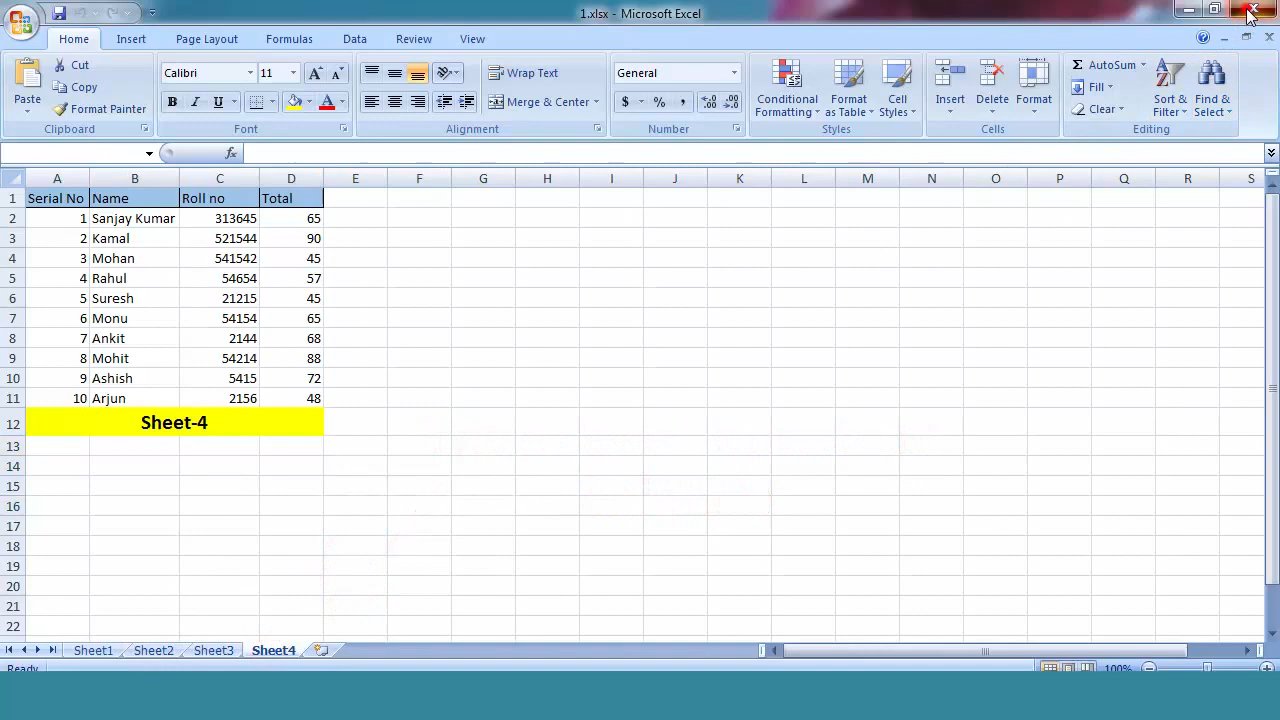 1.xlsx - Microsoft Excel
Home Insert Page Layout Formulas Data Review View
Paste
Cut
Copy
Format Painter
Clipboard
Calibri 11
B I U
Font
Wrap Text
Merge & Center
Alignment
General
$ % ,
Number
Conditional Formatting
Format as Table
Cell Styles
Styles
Insert Delete Format
Cells
AutoSum
Fill
Clear
Sort & Filter
Find & Select
Editing
fx
A B C D E F G H I J K L M N O P Q R S
1 Serial No Name Roll no Total
2 1 Sanjay Kumar 313645 65
3 2 Kamal 521544 90
4 3 Mohan 541542 45
5 4 Rahul 54654 57
6 5 Suresh 21215 45
7 6 Monu 54154 65
8 7 Ankit 2144 68
9 8 Mohit 54214 88
10 9 Ashish 5415 72
11 10 Arjun 2156 48
12 Sheet-4
13
14
15
16
17
18
19
20
21
22
Sheet1 Sheet2 Sheet3 Sheet4
Ready 100%